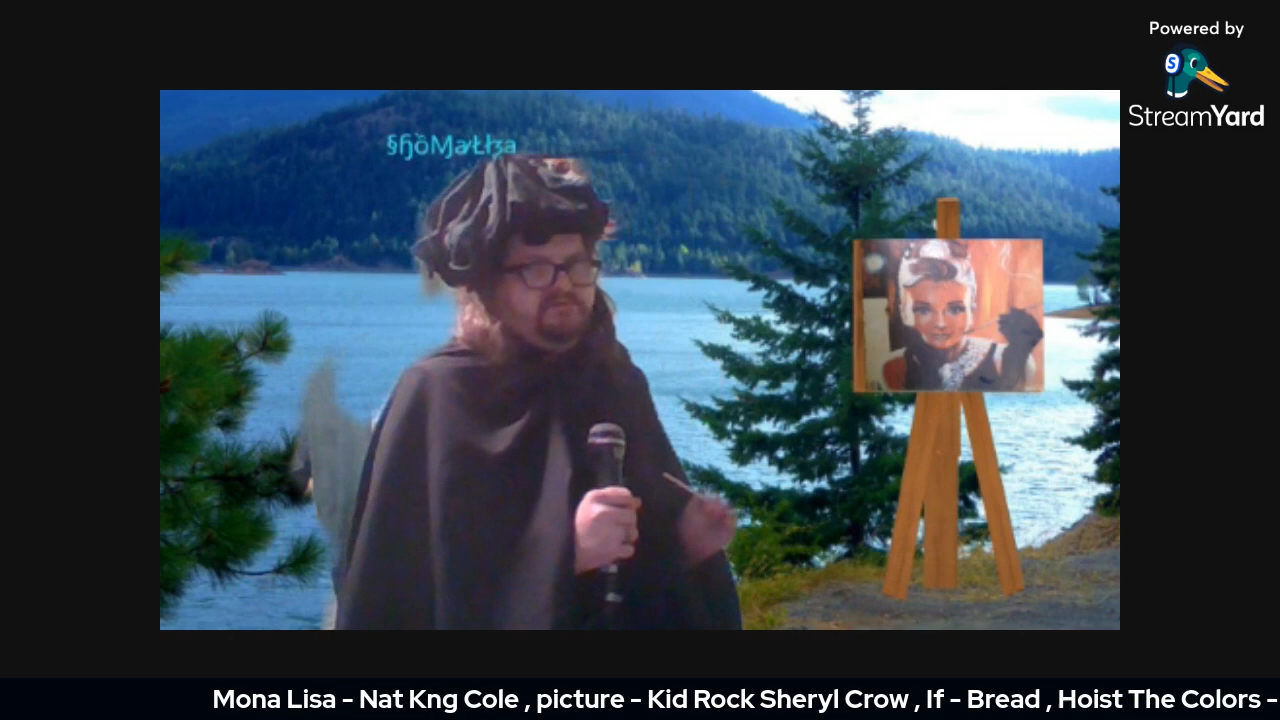 Powered by
S
StreamYard
Mona Lisa - Nat Kng Cole , picture - Kid Rock Sheryl Crow , If - Bread , Hoist The Colors -